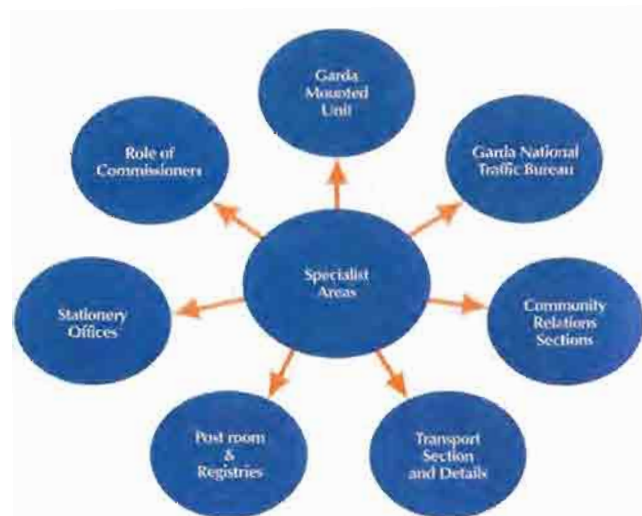 Garda
Mounted
Unit
Role of
Commissioners
Garda National
Traffic Bureau
Specialist
Areas
Stationery
Offices
Community
Relations
Sections
Post room
&
Registries
Transport
Section
and Details